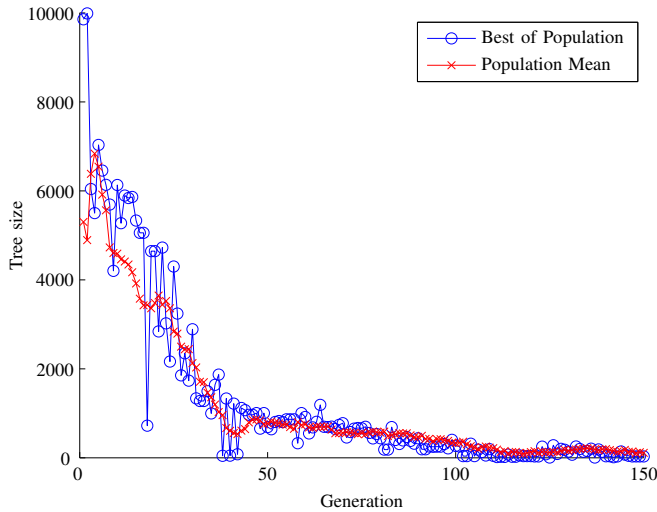 10000
8000
6000
4000
2000
0
Tree size
Best of Population
Population Mean
0
50
100
150
Generation